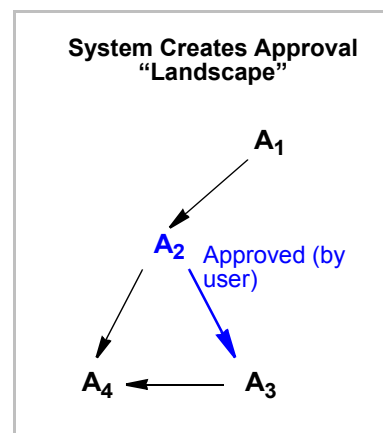 System Creates Approval
“Landscape”
A1
A2 Approved (by
user)
A4 A3